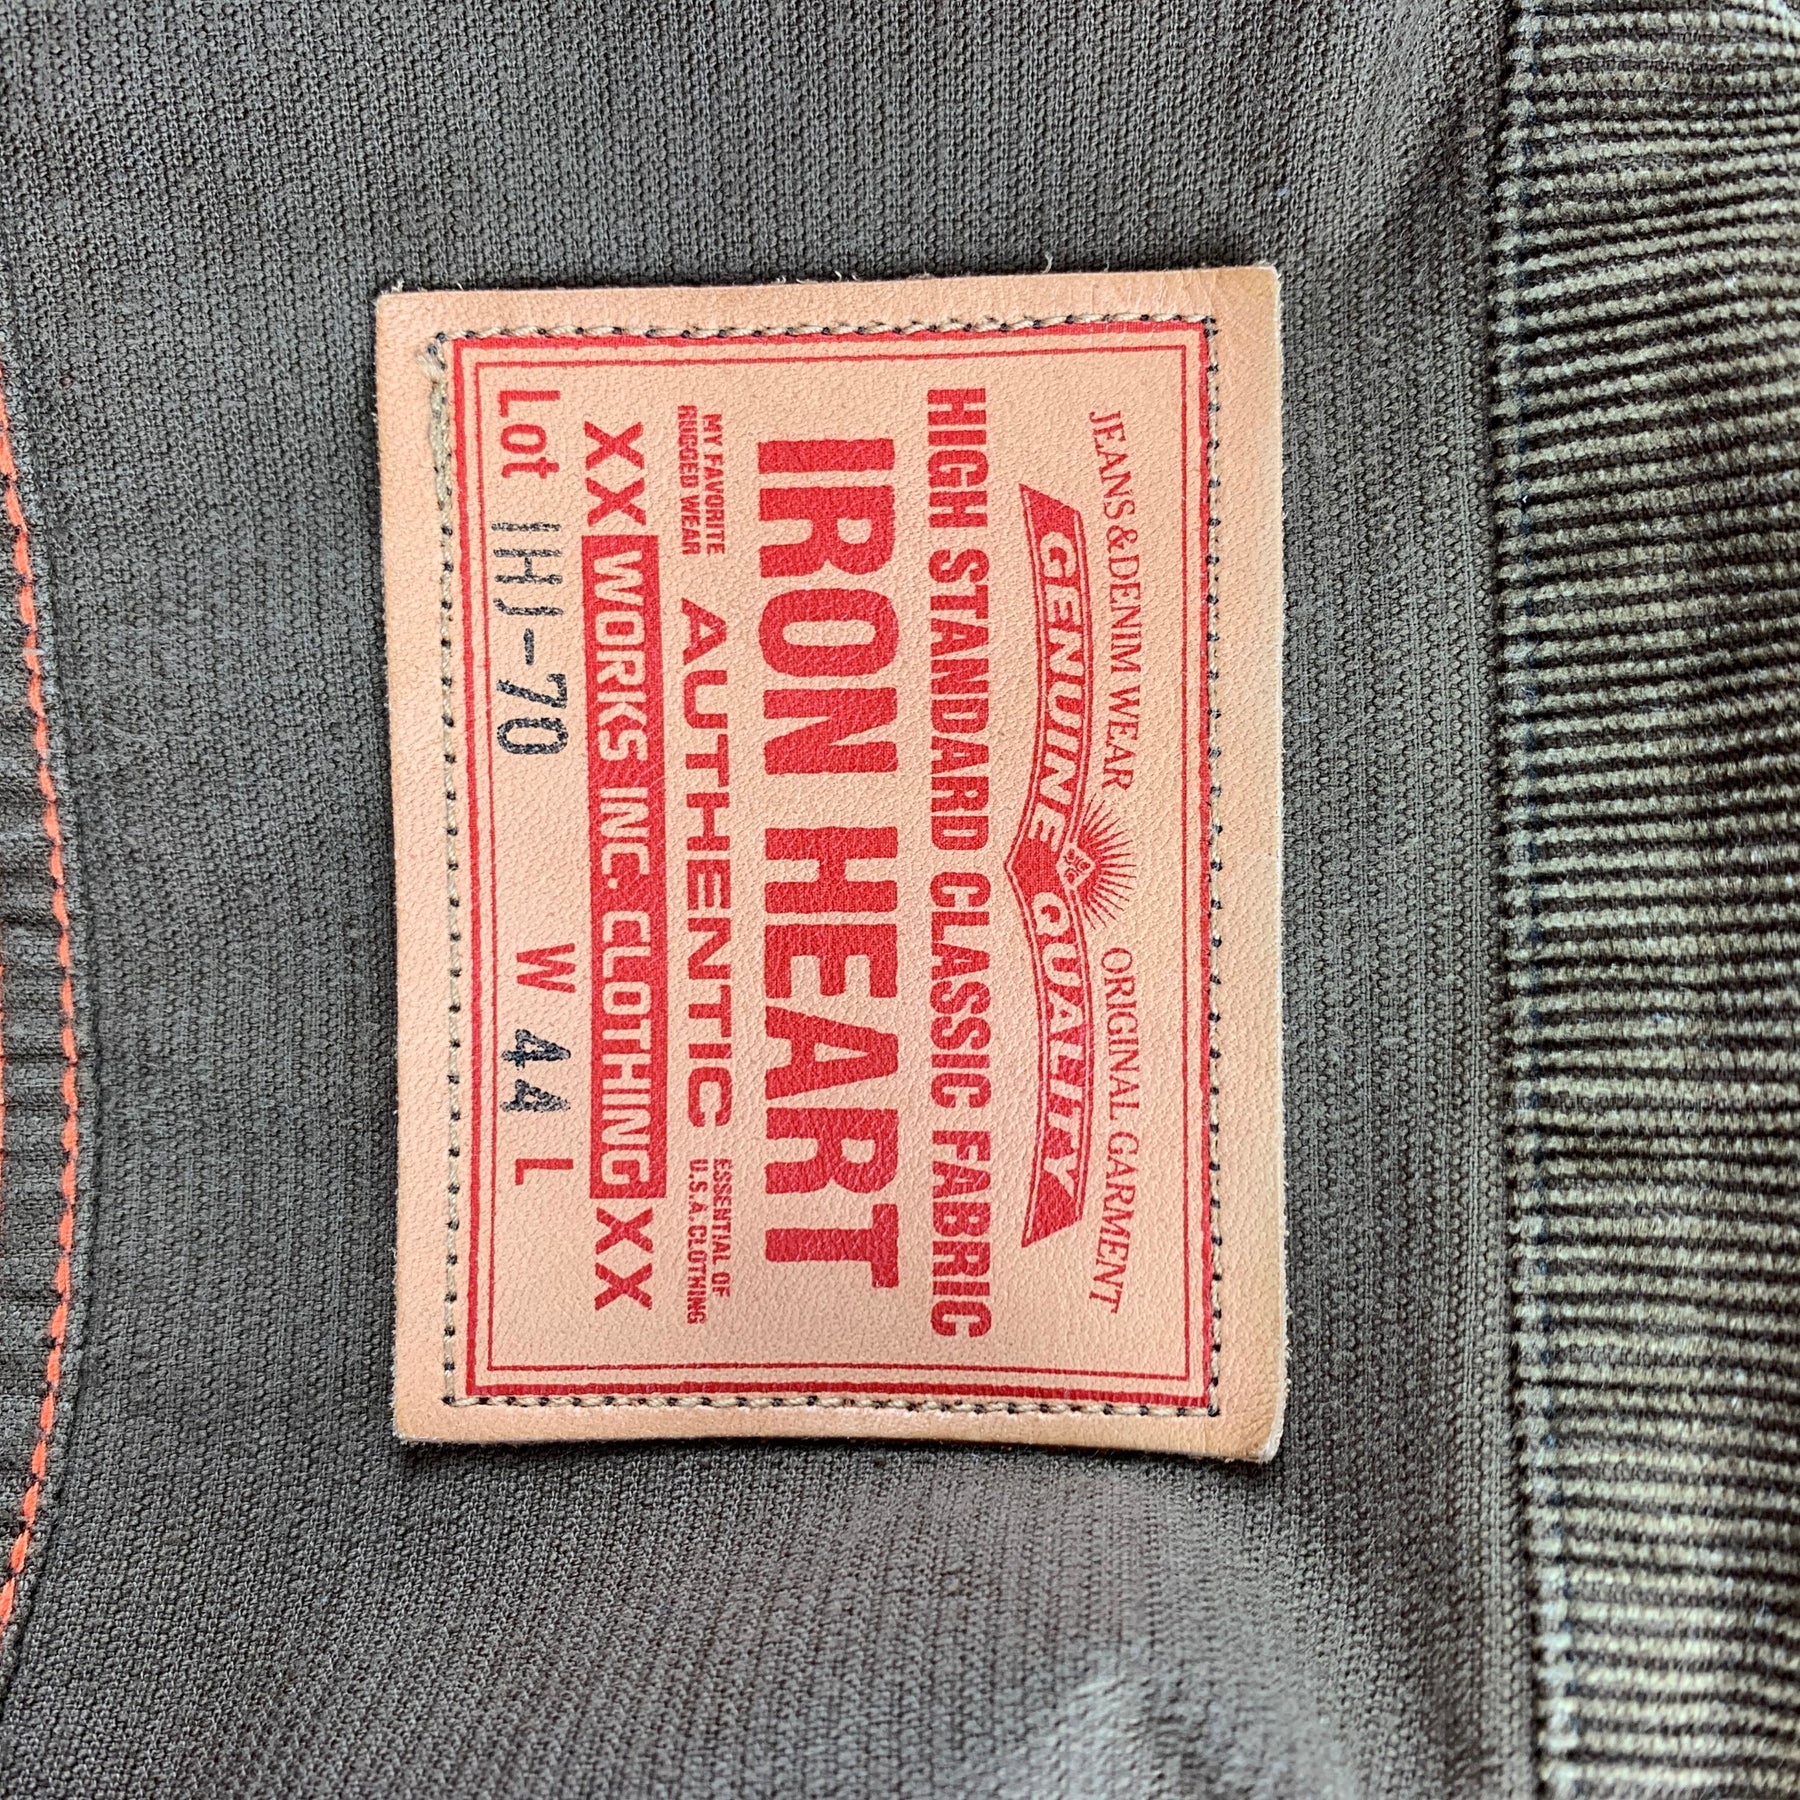 JEANS&DENIM WEAR ORIGINAL GARMENT
GENUINE QUALITY
HIGH STANDARD CLASSIC FABRIC
IRON HEART
MY FAVORITE
RUGGED WEAR
AUTHENTIC
ESSENTIAL OF
U.S.A. CLOTHING
XX WORKS INC. CLOTHING XX
Lot IHJ-70 W 44 L